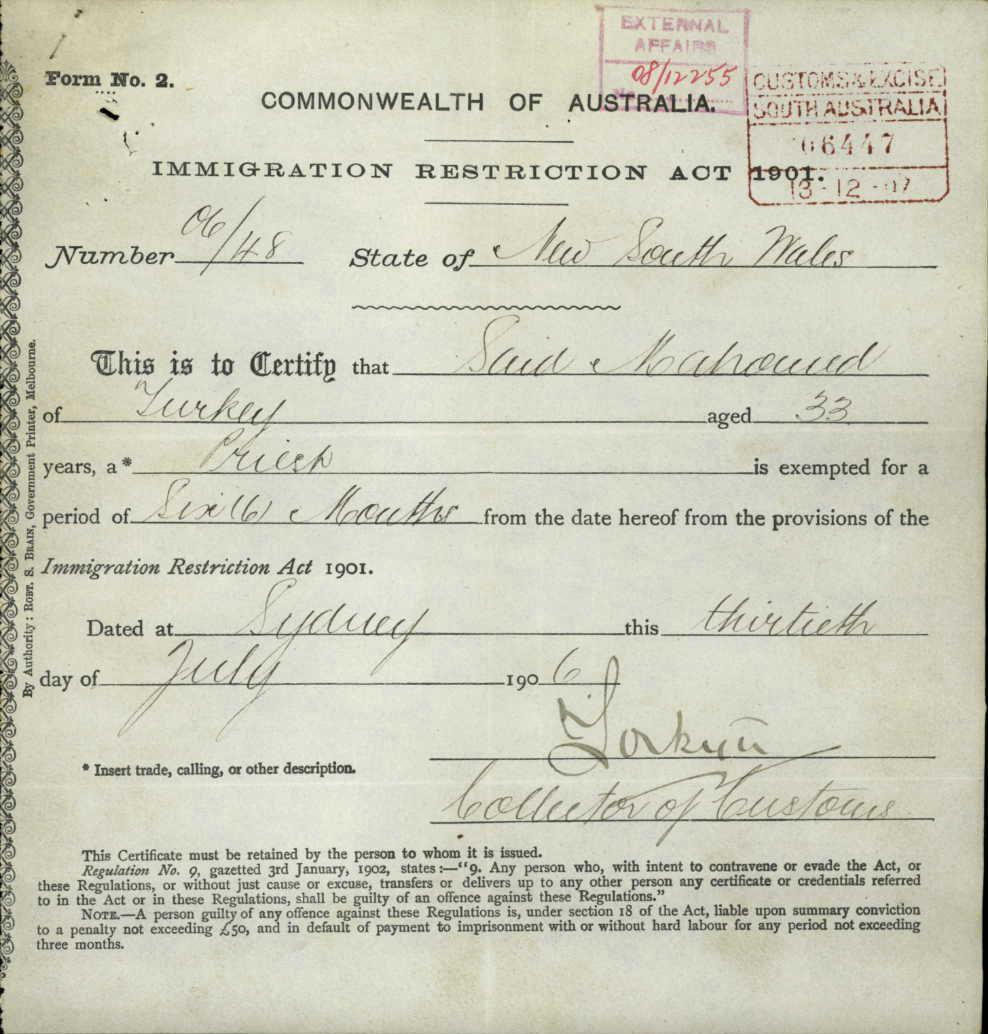 EXTERNAL
AFFAIRS
08/12255
CUSTOMS & EXCISE
SOUTH AUSTRALIA
06447
13-12-07
Form No. 2.
COMMONWEALTH OF AUSTRALIA.
IMMIGRATION RESTRICTION ACT 1901.
Number 06/48 State of New South Wales
This is to Certify that Said Mahomed
of Turkey aged 33
years, a* Priest is exempted for a
period of Six (6) Months from the date hereof from the provisions of the
Immigration Restriction Act 1901.
Dated at Sydney this thirtieth
day of July 1906
* Insert trade, calling, or other description.
Collector of Customs
This Certificate must be retained by the person to whom it is issued.
Regulation No. 9, gazetted 3rd January, 1902, states:—"9. Any person who, with intent to contravene or evade the Act, or
these Regulations, or without just cause or excuse, transfers or delivers up to any other person any certificate or credentials referred
to in the Act or in these Regulations, shall be guilty of an offence against these Regulations."
NOTE.—A person guilty of any offence against these Regulations is, under section 18 of the Act, liable upon summary conviction
to a penalty not exceeding £50, and in default of payment to imprisonment with or without hard labour for any period not exceeding
three months.
By Authority: ROBT. S. BRAIN, Government Printer, Melbourne.